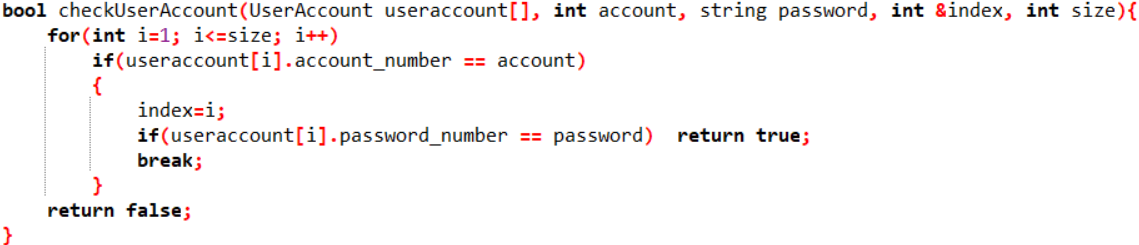 bool checkUserAccount(UserAccount useraccount[], int account, string password, int &index, int size){
    for(int i=1; i<=size; i++)
        if(useraccount[i].account_number == account)
        {
            index=i;
            if(useraccount[i].password_number == password)  return true;
            break;
        }
    return false;
}